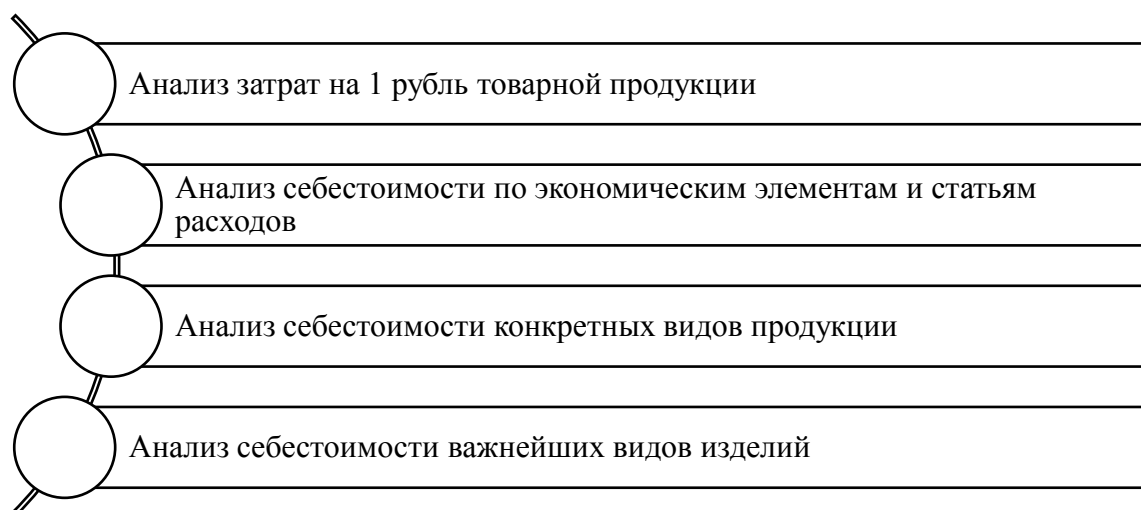 Анализ затрат на 1 рубль товарной продукции
Анализ себестоимости по экономическим элементам и статьям
расходов
Анализ себестоимости конкретных видов продукции
Анализ себестоимости важнейших видов изделий